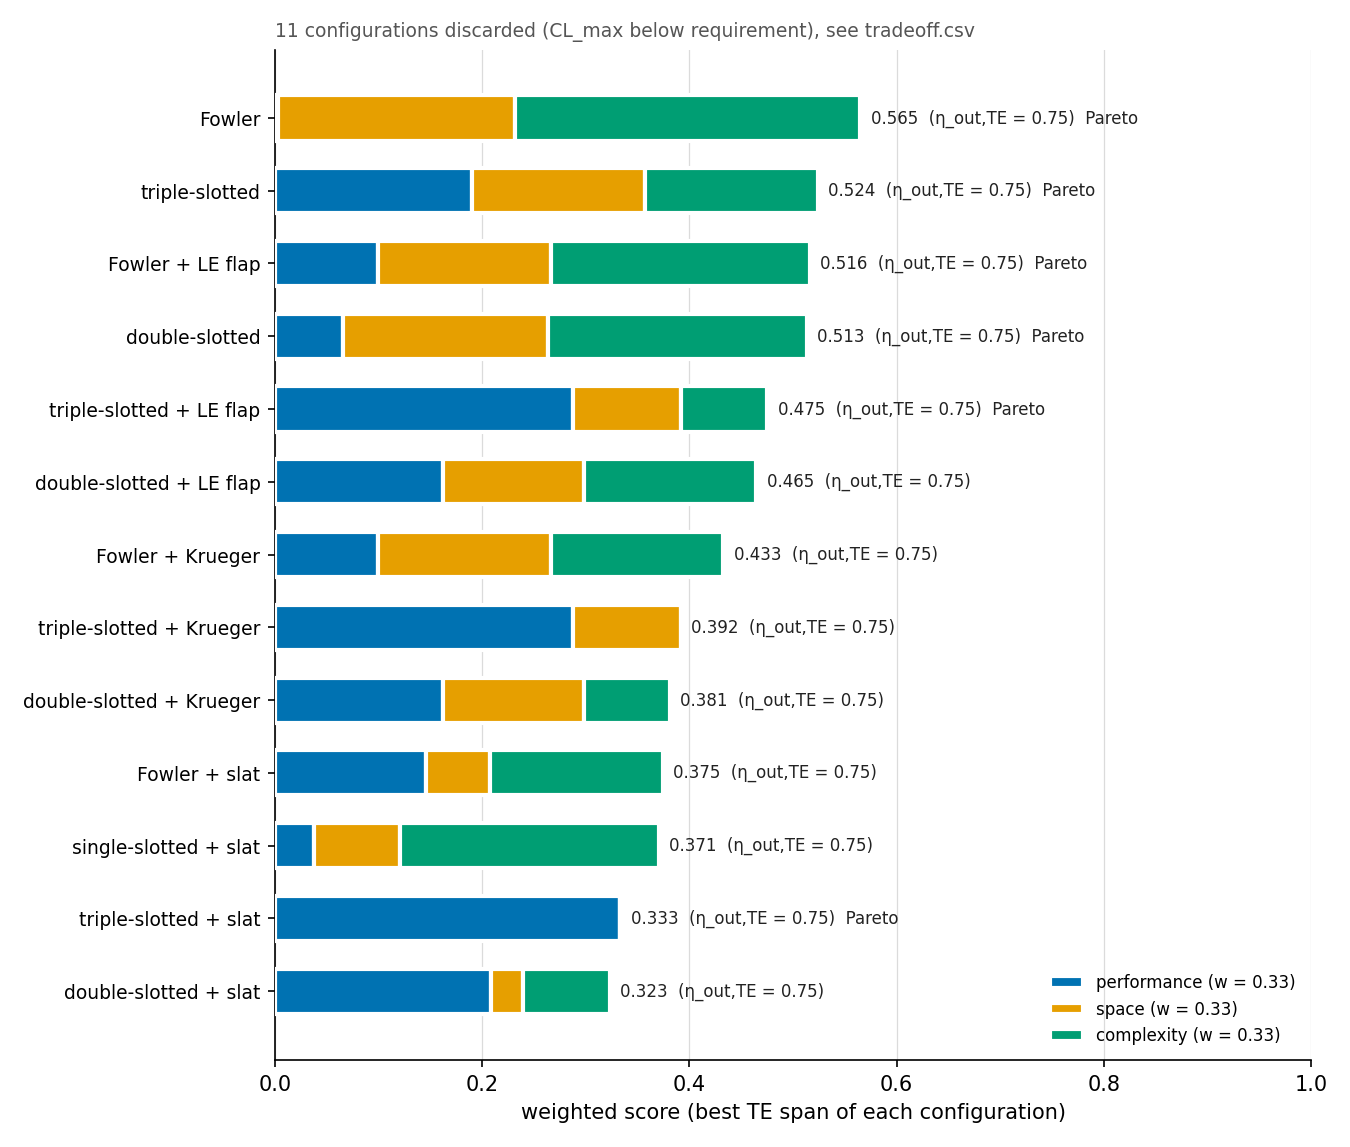 11 configurations discarded (CL_max below requirement), see tradeoff.csv
Fowler 0.565 (η_out,TE = 0.75) Pareto
triple-slotted 0.524 (η_out,TE = 0.75) Pareto
Fowler + LE flap 0.516 (η_out,TE = 0.75) Pareto
double-slotted 0.513 (η_out,TE = 0.75) Pareto
triple-slotted + LE flap 0.475 (η_out,TE = 0.75) Pareto
double-slotted + LE flap 0.465 (η_out,TE = 0.75)
Fowler + Krueger 0.433 (η_out,TE = 0.75)
triple-slotted + Krueger 0.392 (η_out,TE = 0.75)
double-slotted + Krueger 0.381 (η_out,TE = 0.75)
Fowler + slat 0.375 (η_out,TE = 0.75)
single-slotted + slat 0.371 (η_out,TE = 0.75)
triple-slotted + slat 0.333 (η_out,TE = 0.75) Pareto
double-slotted + slat 0.323 (η_out,TE = 0.75)
performance (w = 0.33)
space (w = 0.33)
complexity (w = 0.33)
0.0 0.2 0.4 0.6 0.8 1.0
weighted score (best TE span of each configuration)